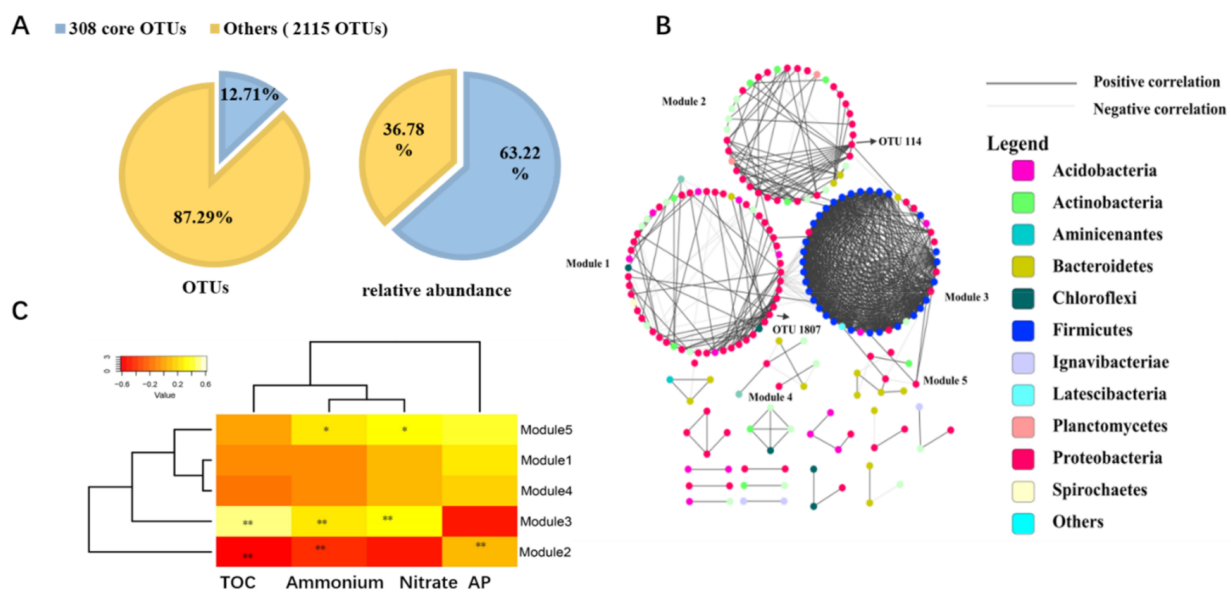 A
308 core OTUs
Others ( 2115 OTUs)
12.71%
87.29%
OTUs
36.78
%
63.22
%
relative abundance
B
Module 2
OTU 114
Module 1
Module 3
OTU 1807
Module 4
Module 5
Positive correlation
Negative correlation
Legend
Acidobacteria
Actinobacteria
Aminicenantes
Bacteroidetes
Chloroflexi
Firmicutes
Ignavibacteriae
Latescibacteria
Planctomycetes
Proteobacteria
Spirochaetes
Others
C
−0.6 −0.2 0.2 0.6
Value
* * Module5
Module1
Module4
** ** ** Module3
** ** ** Module2
TOC Ammonium Nitrate AP